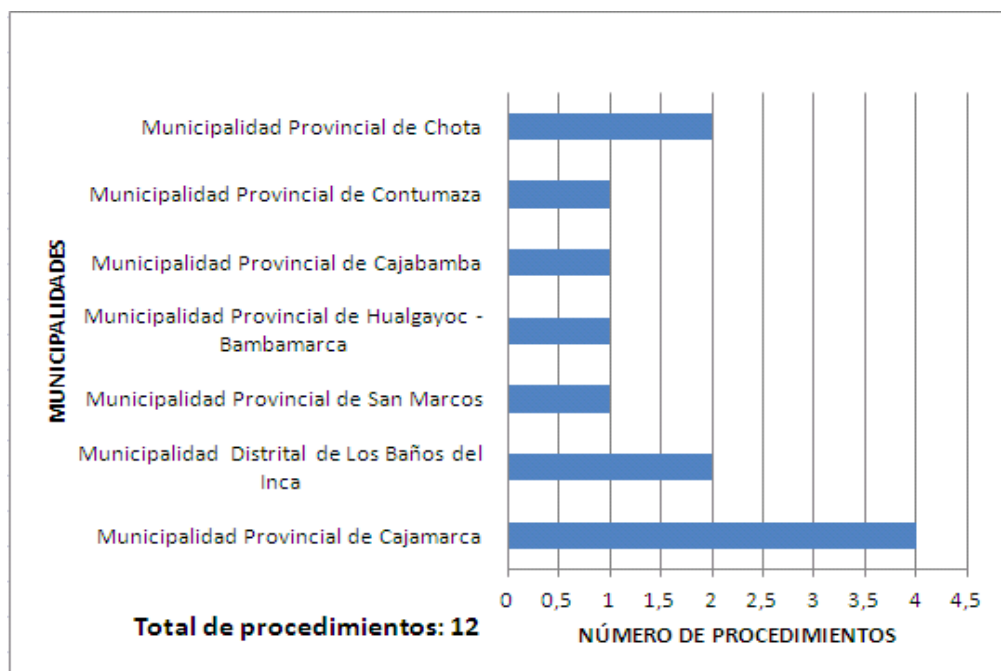 MUNICIPALIDADES
Municipalidad Provincial de Chota
Municipalidad Provincial de Contumaza
Municipalidad Provincial de Cajabamba
Municipalidad Provincial de Hualgayoc -
Bambamarca
Municipalidad Provincial de San Marcos
Municipalidad Distrital de Los Baños del
Inca
Municipalidad Provincial de Cajamarca
0 0,5 1 1,5 2 2,5 3 3,5 4 4,5
Total de procedimientos: 12
NÚMERO DE PROCEDIMIENTOS